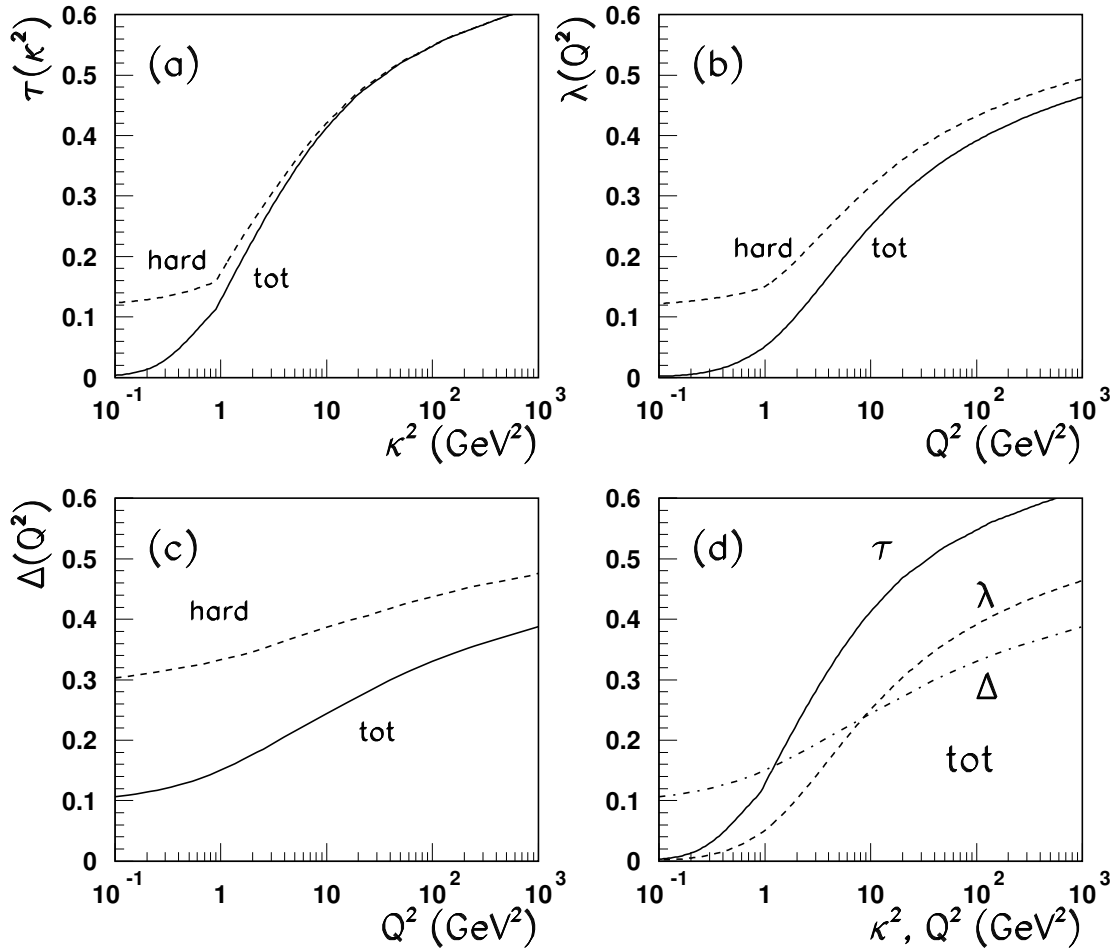 τ(κ²)
(a)
0.6
0.5
0.4
0.3
0.2
0.1
0
hard
tot
10⁻¹ 1 10 10² 10³
κ² (GeV²)
λ(Q²)
(b)
0.6
0.5
0.4
0.3
0.2
0.1
0
hard
tot
10⁻¹ 1 10 10² 10³
Q² (GeV²)
Δ(Q²)
(c)
0.6
0.5
0.4
0.3
0.2
0.1
0
hard
tot
10⁻¹ 1 10 10² 10³
Q² (GeV²)
(d)
0.6
0.5
0.4
0.3
0.2
0.1
0
τ
λ
Δ
tot
10⁻¹ 1 10 10² 10³
κ², Q² (GeV²)